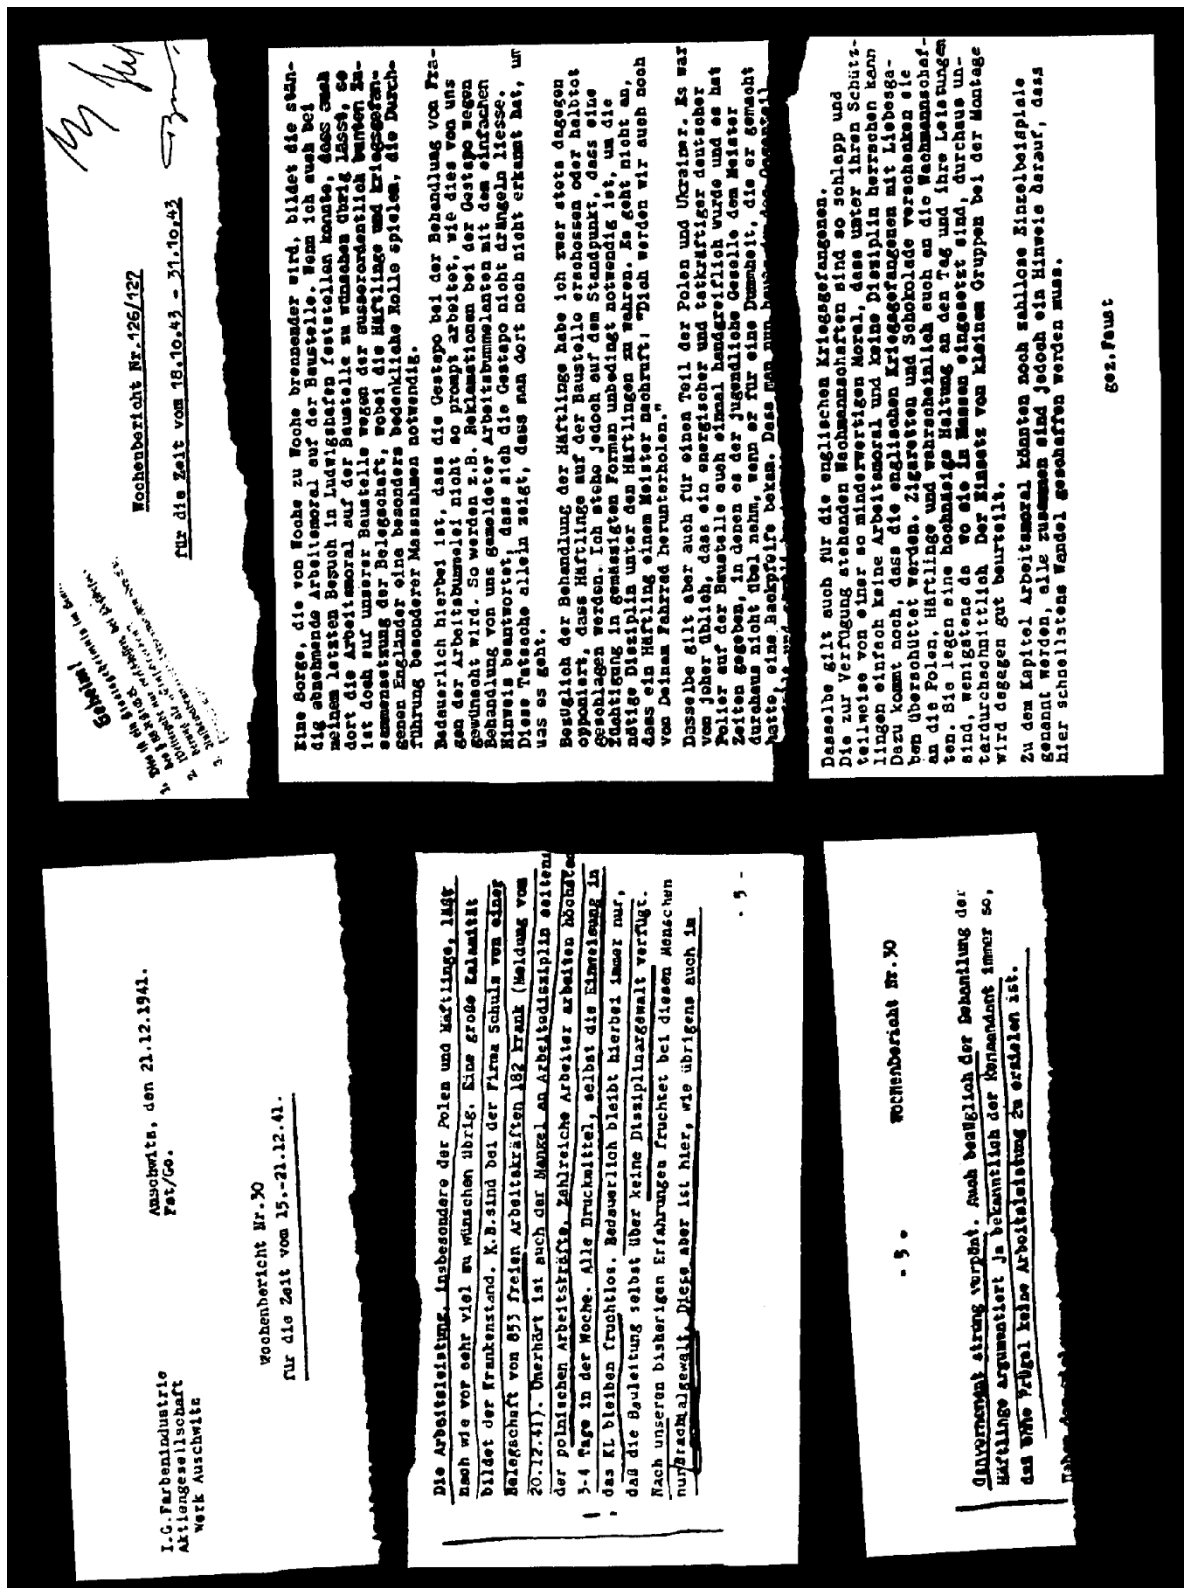 Geheim!
Wochenbericht Nr.126/127
für die Zeit vom 18.10.43 - 31.10.43
Eine Sorge, die von Woche zu Woche brennender wird, bildet die stän-
dig abnehmende Arbeitsmoral auf der Baustelle. Wenn ich auch bei
meinem letzten Besuch in Ludwigshafen feststellen konnte, dass auch
dort die Arbeitsmoral auf der Baustelle zu wünschen übrig lässt, so
ist doch auf unserer Baustelle wegen der ausserordentlich bunten Zu-
sammensetzung der Belegschaft, wobei die Häftlinge und kriegsgefan-
genen Engländer eine besonders bedenkliche Rolle spielen, die Durch-
führung besonderer Massnahmen notwendig.
Bedauerlich hierbei ist, dass die Gestapo bei der Behandlung von Fra-
gen der Arbeitsbummelei nicht so prompt arbeitet, wie dies von uns
gewünscht wird. So werden z.B. Reklamationen bei der Gestapo wegen
Behandlung von uns gemeldeter Arbeitsbummelanten mit dem einfachen
Hinweis beantwortet, dass sich die Gestapo nicht drängeln liesse.
Diese Tatsache allein zeigt, dass man dort noch nicht erkannt hat, um
was es geht.
Bezüglich der Behandlung der Häftlinge habe ich zwar stets dagegen
opponiert, dass Häftlinge auf der Baustelle erschossen oder halbtot
geschlagen werden. Ich stehe jedoch auf dem Standpunkt, dass eine
Züchtigung in gemässigten Formen unbedingt notwendig ist, um die
nötige Disziplin unter den Häftlingen zu wahren. Es geht nicht an,
dass ein Häftling einem Meister nachruft: "Dich werden wir auch noch
von Deinem Fahrrad herunterholen."
Dasselbe gilt aber auch für einen Teil der Polen und Ukrainer. Es war
von jeher üblich, dass ein energischer und tatkräftiger deutscher
Polier auf der Baustelle auch einmal handgreiflich wurde und es hat
Zeiten gegeben, in denen es der jugendliche Geselle dem Meister
durchaus nicht übel nahm, wenn er für eine Dummheit, die er gemacht
hatte, eine Backpfeife bekam. Dass man nun heute das Gegenteil
Dasselbe gilt auch für die englischen Kriegsgefangenen.
Die zur Verfügung stehenden Wachmannschaften sind so schlapp und
teilweise von einer so minderwertigen Moral, dass unter ihren Schütz-
lingen einfach keine Arbeitsmoral und keine Disziplin herrschen kann
Dazu kommt noch, dass die englischen Kriegsgefangenen mit Liebesga-
ben überschüttet werden. Zigaretten und Schokolade verschenken sie
an die Polen, Häftlinge und wahrscheinlich auch an die Wachmannschaf-
ten. Sie legen eine hochnäsige Haltung an den Tag und ihre Leistungen
sind, wenigstens da wo sie in Massen eingesetzt sind, durchaus un-
terdurchschnittlich. Der Einsatz von kleinen Gruppen bei der Montage
wird dagegen gut beurteilt.
Zu dem Kapitel Arbeitsmoral könnten noch zahllose Einzelbeispiele
genannt werden, alle zusammen sind jedoch ein Hinweis darauf, dass
hier schnellstens Wandel geschaffen werden muss.
gez.Faust
I.G.Farbenindustrie
Aktiengesellschaft
Werk Auschwitz
Auschwitz, den 21.12.1941.
Fst/Go.
Wochenbericht Nr.30
für die Zeit vom 15.-21.12.41.
Die Arbeitsleistung, insbesondere der Polen und Häftlinge, läßt
nach wie vor sehr viel zu wünschen übrig. Eine große Kalamität
bildet der Krankenstand. K.B. sind bei der Firma Schulz von einer
Belegschaft von 853 freien Arbeitskräften 182 krank (Meldung vom
20.12.41). Unerhört ist auch der Mangel an Arbeitsdisziplin seitens
der polnischen Arbeitskräfte. Zahlreiche Arbeiter arbeiten höchstens
3-4 Tage in der Woche. Alle Druckmittel, selbst die Einweisung in
das KL bleiben fruchtlos. Bedauerlich bleibt hierbei immer nur,
daß die Bauleitung selbst über keine Disziplinargewalt verfügt.
Nach unseren bisherigen Erfahrungen fruchtet bei diesen Menschen
nur Brachialgewalt. Diese aber ist hier, wie übrigens auch im
- 5 -
- 5 - Wochenbericht Nr.30
Gouvernement streng verpönt. Auch bezüglich der Behandlung der
Häftlinge argumentiert ja bekanntlich der Kommandant immer so,
daß ohne Prügel keine Arbeitsleistung zu erzielen ist.